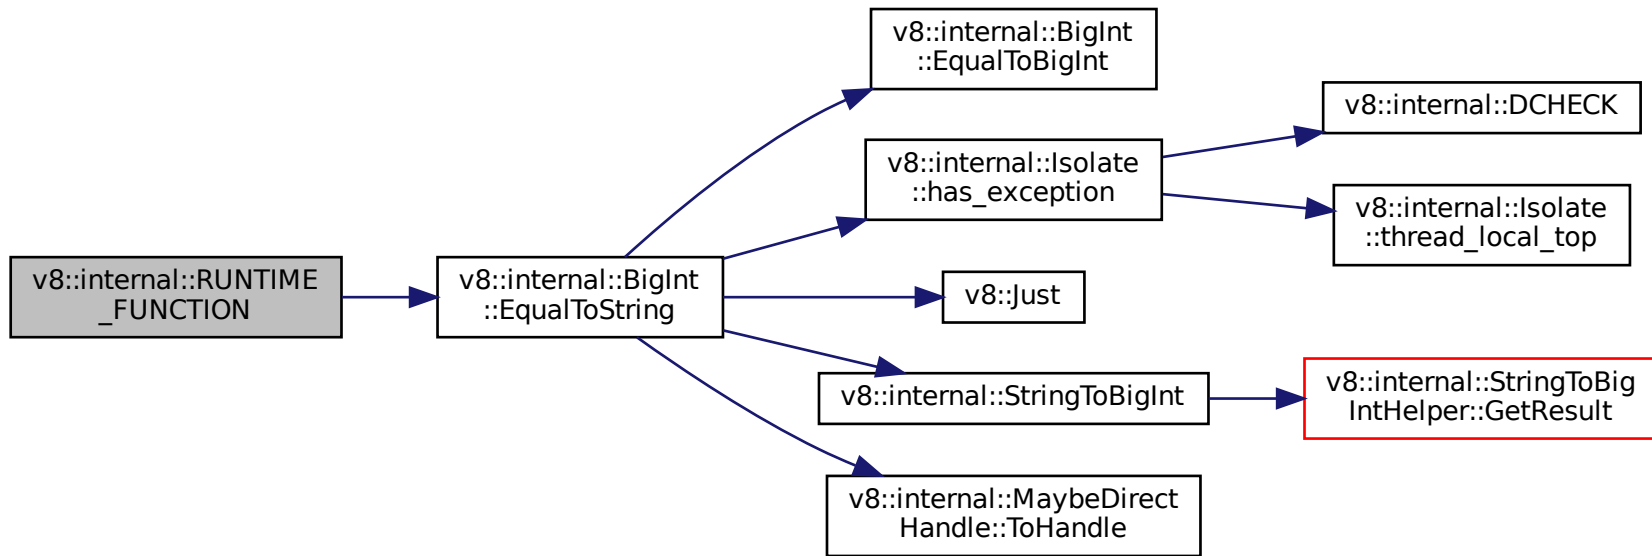 v8::internal::RUNTIME
_FUNCTION
v8::internal::BigInt
::EqualToString
v8::internal::BigInt
::EqualToBigInt
v8::internal::Isolate
::has_exception
v8::internal::DCHECK
v8::internal::Isolate
::thread_local_top
v8::Just
v8::internal::StringToBigInt
v8::internal::StringToBig
IntHelper::GetResult
v8::internal::MaybeDirect
Handle::ToHandle